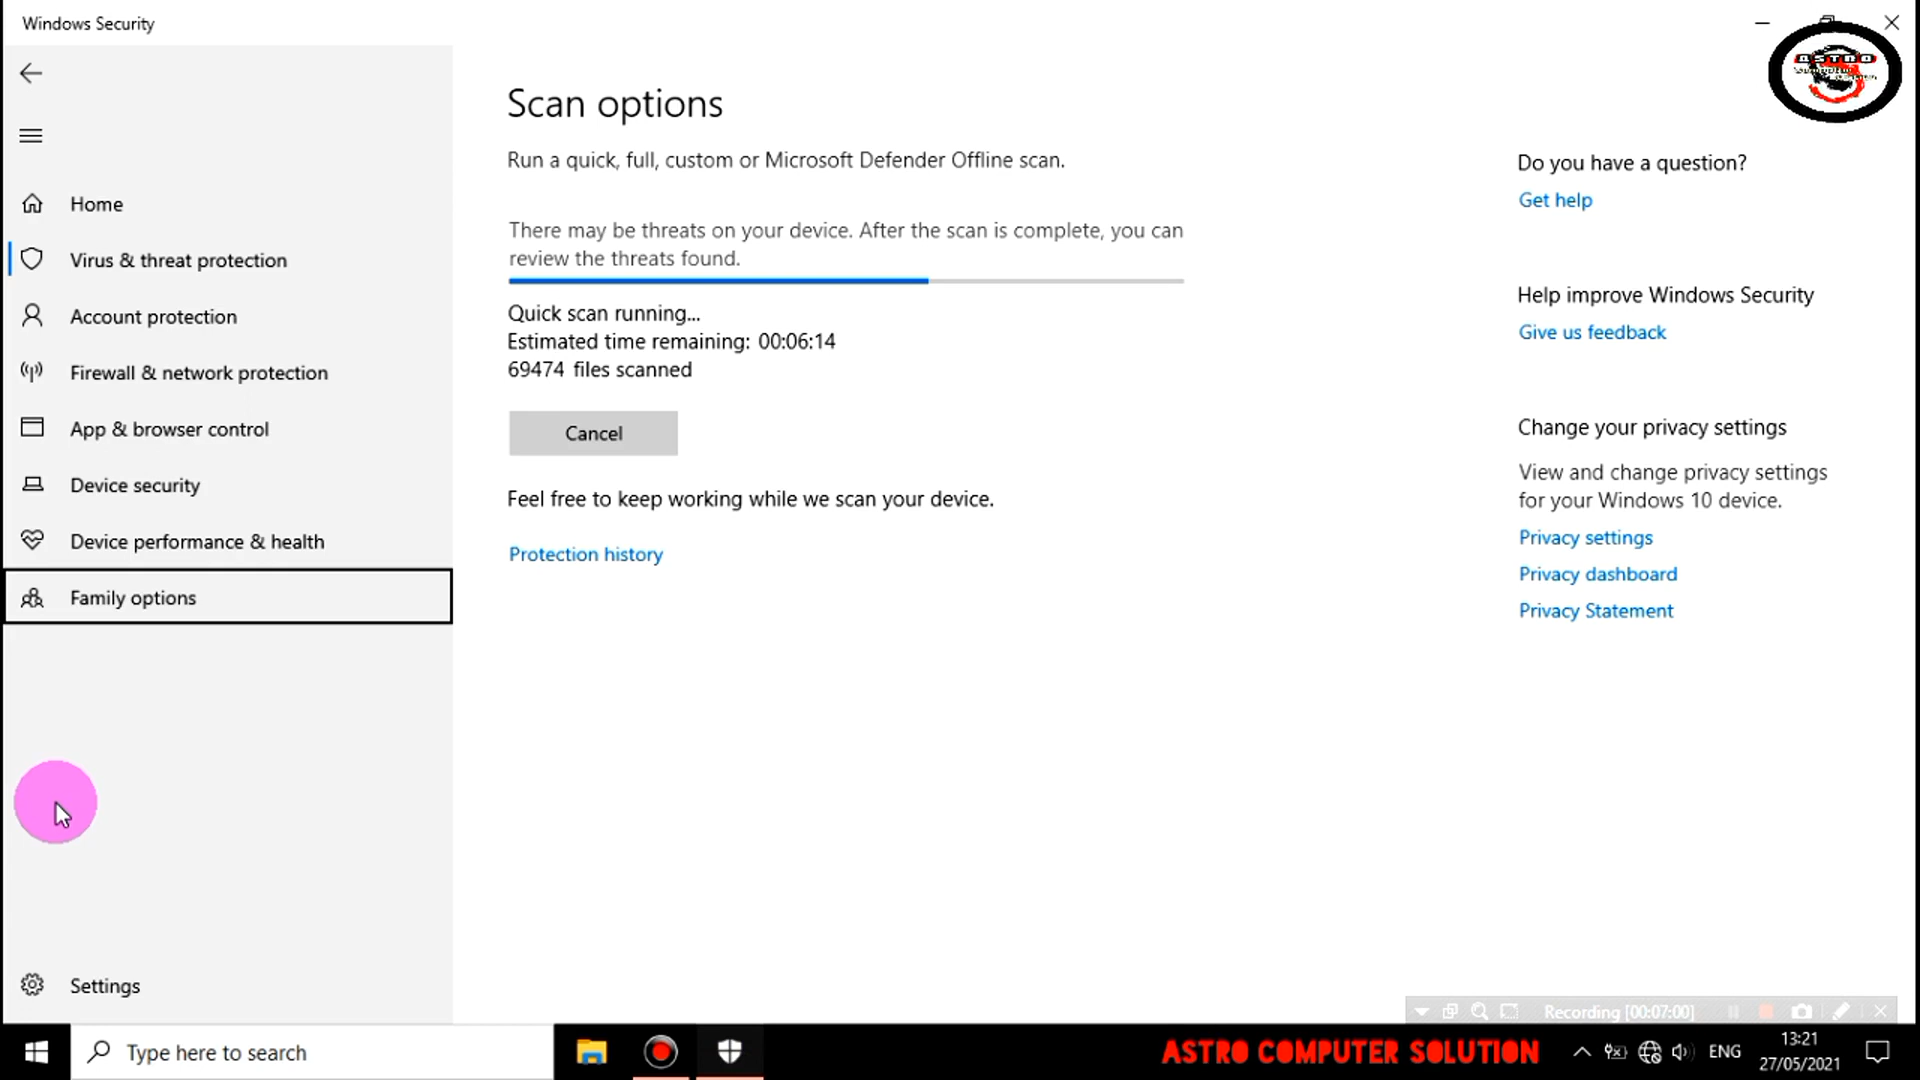 Windows Security
ASTRO
Home
Virus & threat protection
Account protection
Firewall & network protection
App & browser control
Device security
Device performance & health
Family options
Settings
Scan options
Run a quick, full, custom or Microsoft Defender Offline scan.
There may be threats on your device. After the scan is complete, you can
review the threats found.
Quick scan running...
Estimated time remaining: 00:06:14
69474 files scanned
Cancel
Feel free to keep working while we scan your device.
Protection history
Do you have a question?
Get help
Help improve Windows Security
Give us feedback
Change your privacy settings
View and change privacy settings
for your Windows 10 device.
Privacy settings
Privacy dashboard
Privacy Statement
Recording [00:07:00]
Type here to search
ASTRO COMPUTER SOLUTION
ENG
13:21
27/05/2021